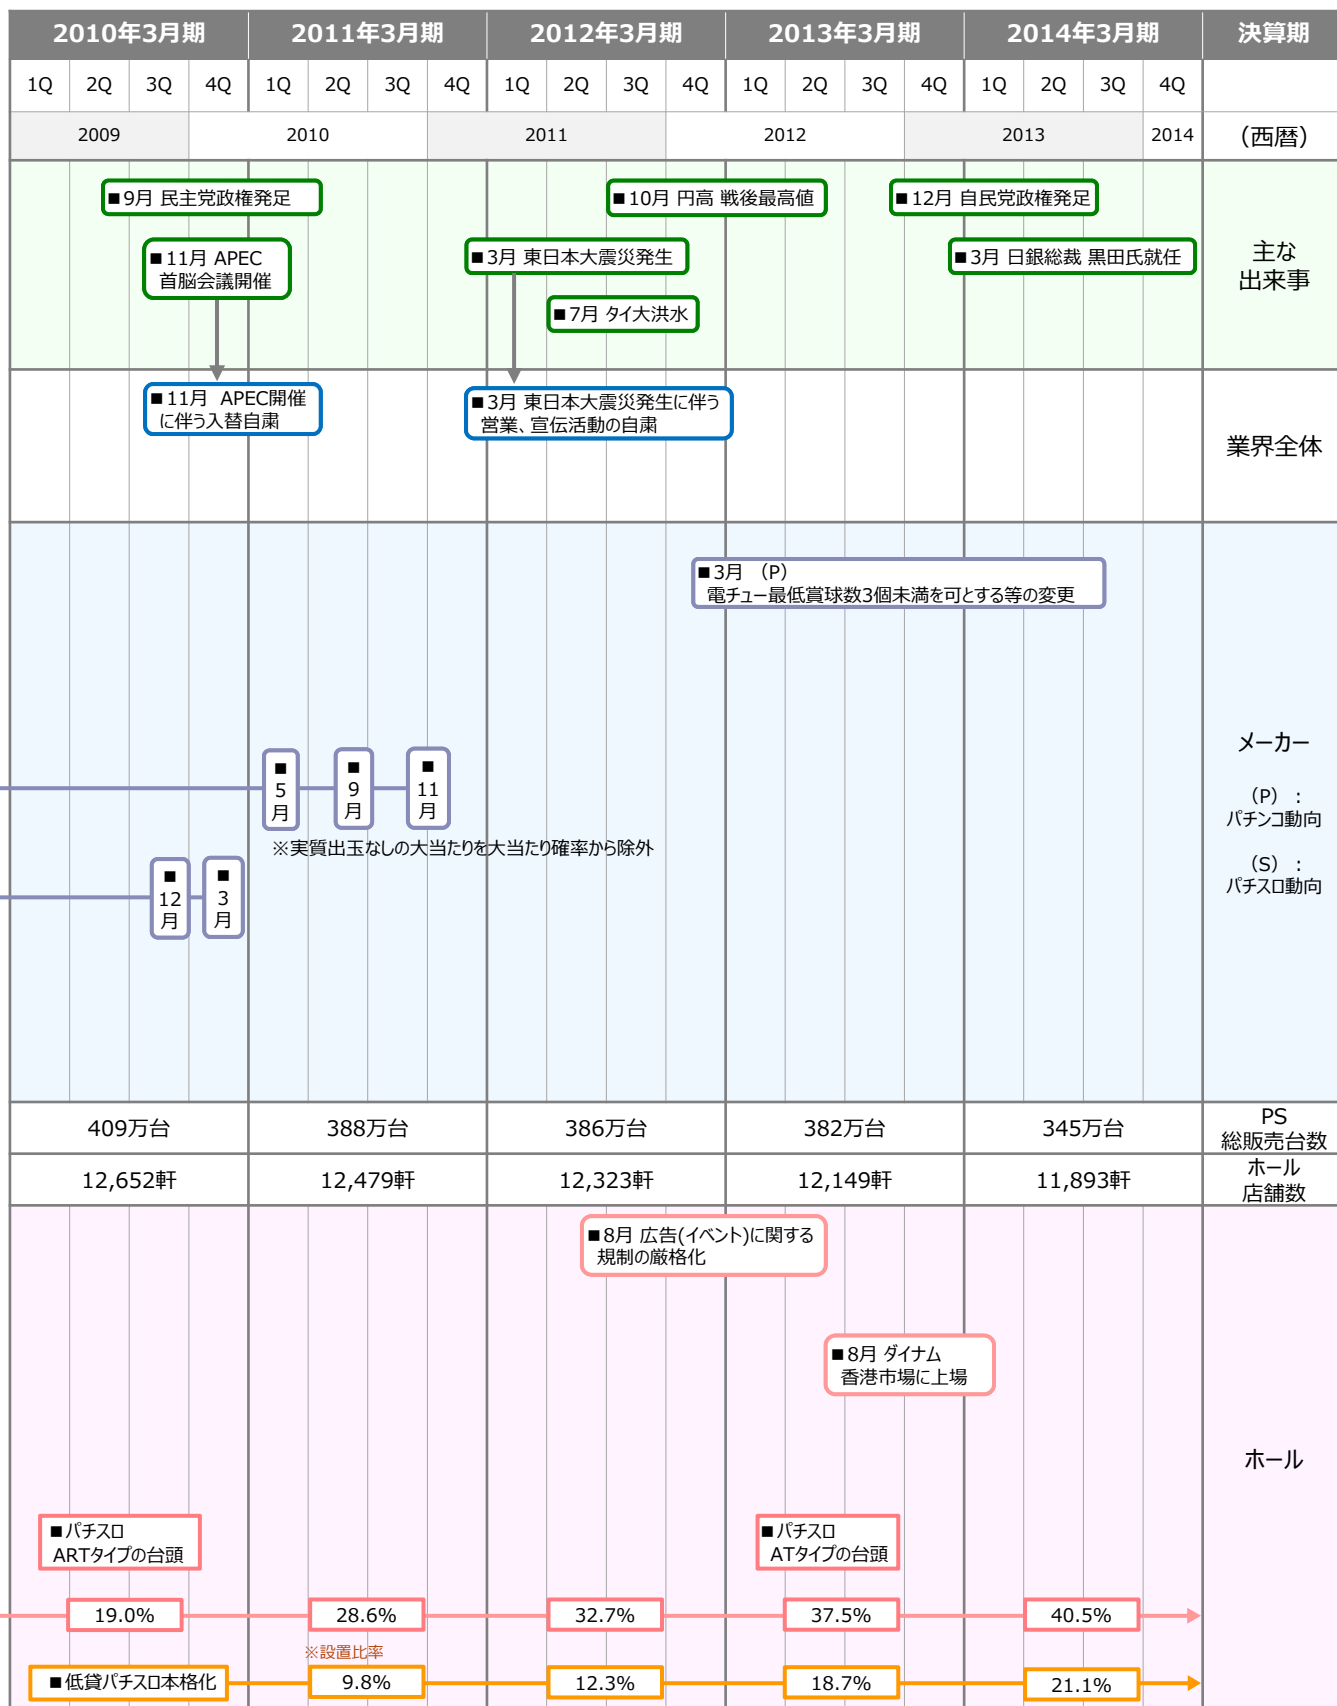 2010年3月期 2011年3月期 2012年3月期 2013年3月期 2014年3月期 決算期
1Q 2Q 3Q 4Q 1Q 2Q 3Q 4Q 1Q 2Q 3Q 4Q 1Q 2Q 3Q 4Q 1Q 2Q 3Q 4Q
2009 2010 2011 2012 2013 2014 (西暦)
■9月 民主党政権発足
■10月 円高 戦後最高値
■12月 自民党政権発足
■11月 APEC
首脳会議開催
■3月 東日本大震災発生
■3月 日銀総裁 黒田氏就任
■7月 タイ大洪水
主な
出来事
■11月 APEC開催
に伴う入替自粛
■3月 東日本大震災発生に伴う
営業、宣伝活動の自粛
業界全体
■3月 (P)
電チュー最低賞球数3個未満を可とする等の変更
■
5
月
■
9
月
■
11
月
※実質出玉なしの大当たりを大当たり確率から除外
■
12
月
■
3
月
メーカー
(P) :
パチンコ動向
(S) :
パチスロ動向
409万台 388万台 386万台 382万台 345万台 PS
総販売台数
12,652軒 12,479軒 12,323軒 12,149軒 11,893軒 ホール
店舗数
■8月 広告(イベント)に関する
規制の厳格化
■8月 ダイナム
香港市場に上場
ホール
■パチスロ
ARTタイプの台頭
■パチスロ
ATタイプの台頭
19.0% 28.6% 32.7% 37.5% 40.5%
※設置比率
■低貸パチスロ本格化 9.8% 12.3% 18.7% 21.1%